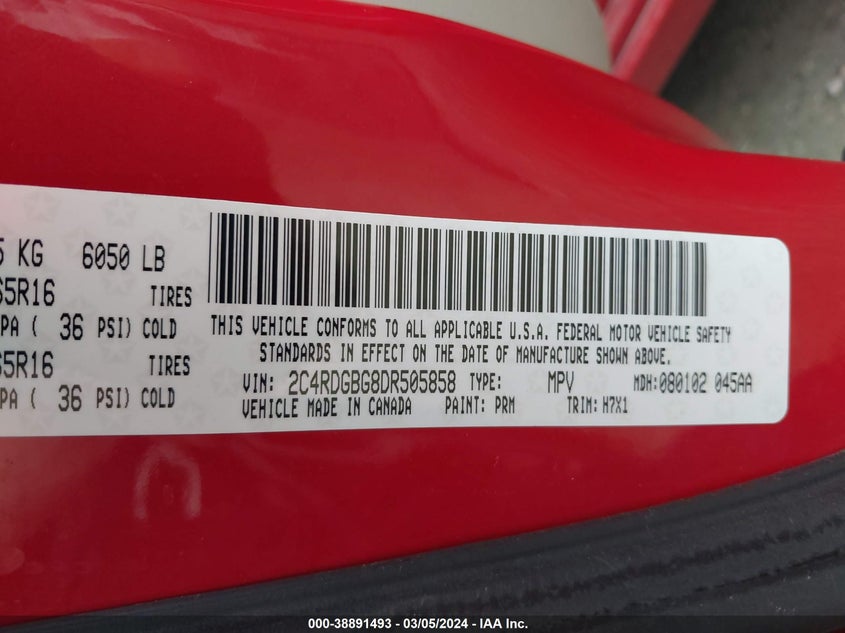 5 KG 6050 LB
65R16 TIRES
PA ( 36 PSI) COLD
65R16 TIRES
PA ( 36 PSI) COLD
THIS VEHICLE CONFORMS TO ALL APPLICABLE U.S.A. FEDERAL MOTOR VEHICLE SAFETY
STANDARDS IN EFFECT ON THE DATE OF MANUFACTURE SHOWN ABOVE.
VIN: 2C4RDGBG8DR505858 TYPE: MPV MDH:080102 045AA
VEHICLE MADE IN CANADA PAINT: PRM TRIM: H7X1
000-38891493 — 03/05/2024 — IAA Inc.